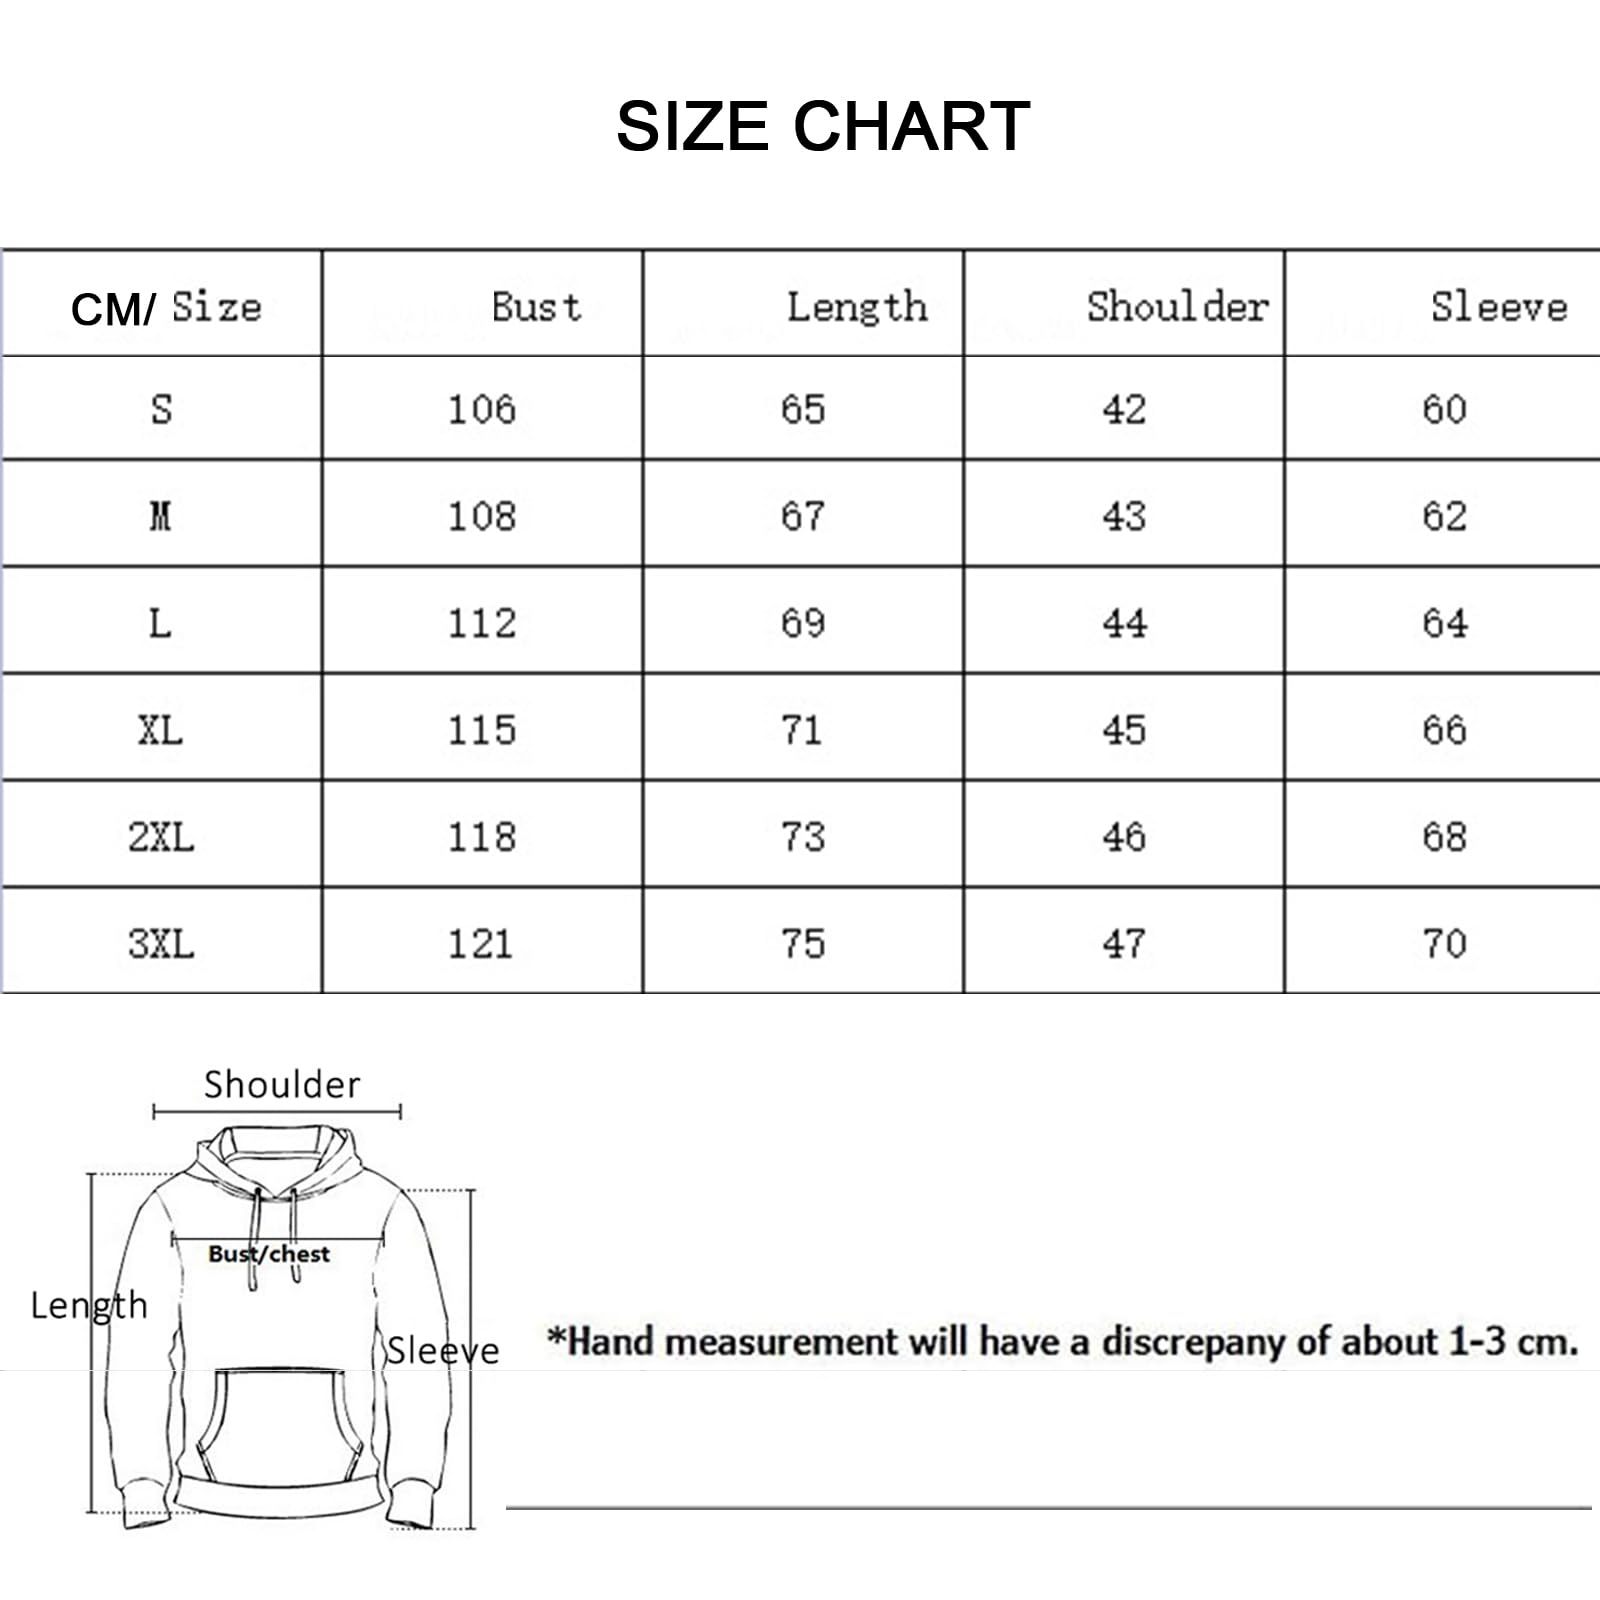 SIZE CHART
CM/ Size Bust Length Shoulder Sleeve
S 106 65 42 60
M 108 67 43 62
L 112 69 44 64
XL 115 71 45 66
2XL 118 73 46 68
3XL 121 75 47 70
Shoulder
Bust/chest
Length
Sleeve
*Hand measurement will have a discrepany of about 1-3 cm.